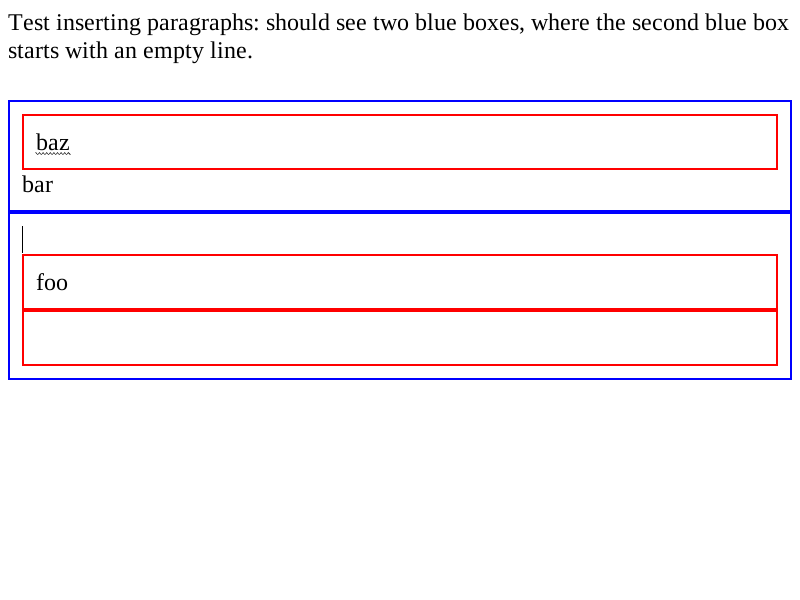 Test inserting paragraphs: should see two blue boxes, where the second blue box
starts with an empty line.
baz
bar
foo